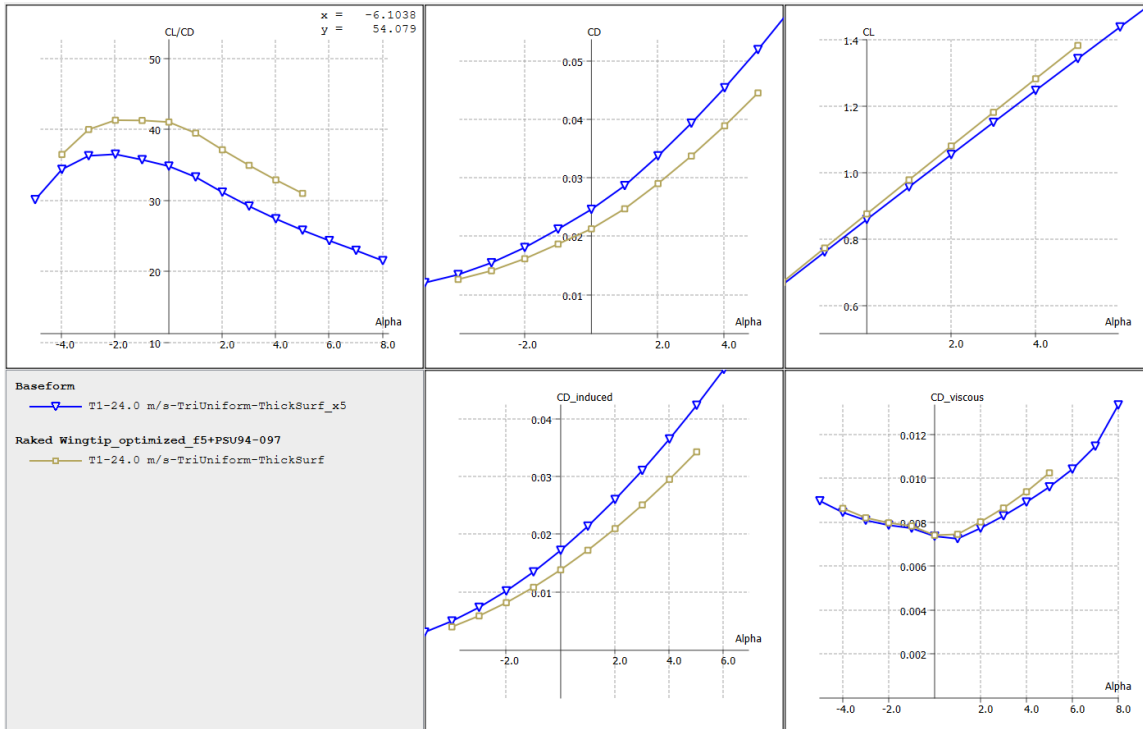 CL/CD
x = -6.1038
y = 54.079
50
40
30
20
10
-4.0 -2.0 2.0 4.0 6.0 8.0
Alpha
CD
0.05
0.04
0.03
0.02
0.01
-2.0 2.0 4.0
Alpha
CL
1.4
1.2
1.0
0.8
0.6
2.0 4.0
Alpha
Baseform
T1-24.0 m/s-TriUniform-ThickSurf_x5
Raked Wingtip_optimized_f5+PSU94-097
T1-24.0 m/s-TriUniform-ThickSurf
CD_induced
0.04
0.03
0.02
0.01
-2.0 2.0 4.0 6.0
Alpha
CD_viscous
0.012
0.010
0.008
0.006
0.004
0.002
-4.0 -2.0 2.0 4.0 6.0 8.0
Alpha